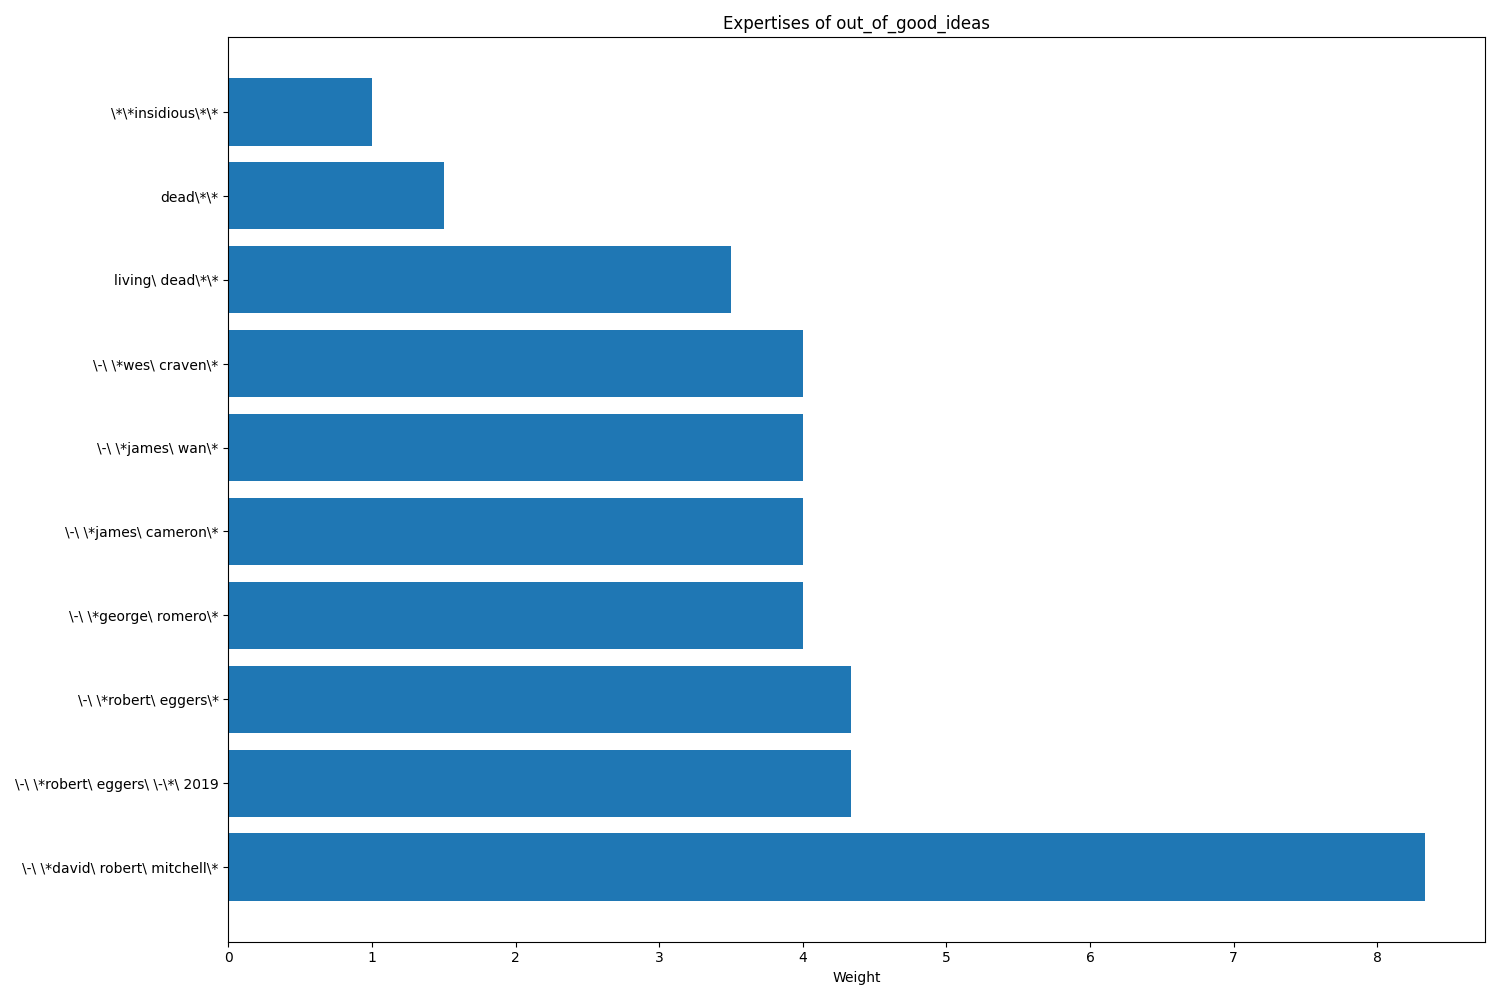 Expertises of out_of_good_ideas
\*\*insidious\*\*
dead\*\*
living\ dead\*\*
\-\ \*wes\ craven\*
\-\ \*james\ wan\*
\-\ \*james\ cameron\*
\-\ \*george\ romero\*
\-\ \*robert\ eggers\*
\-\ \*robert\ eggers\ \-\*\ 2019
\-\ \*david\ robert\ mitchell\*
0 1 2 3 4 5 6 7 8
Weight